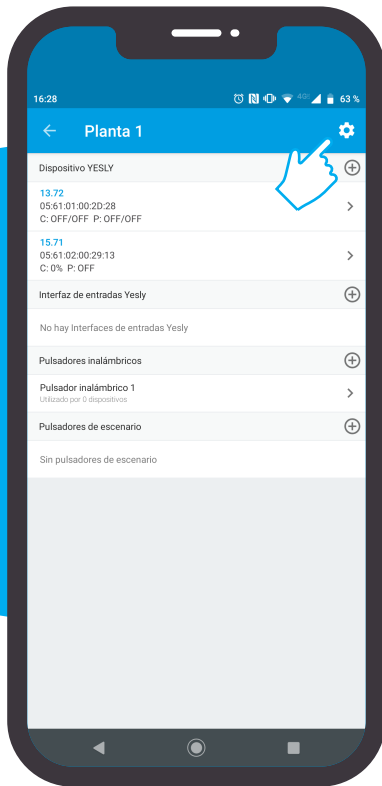 16:28
4G 63 %
Planta 1
Dispositivo YESLY
13.72
05:61:01:00:2D:28
C: OFF/OFF P: OFF/OFF
15.71
05:61:02:00:29:13
C: 0% P: OFF
Interfaz de entradas Yesly
No hay Interfaces de entradas Yesly
Pulsadores inalámbricos
Pulsador inalámbrico 1
Utilizado por 0 dispositivos
Pulsadores de escenario
Sin pulsadores de escenario